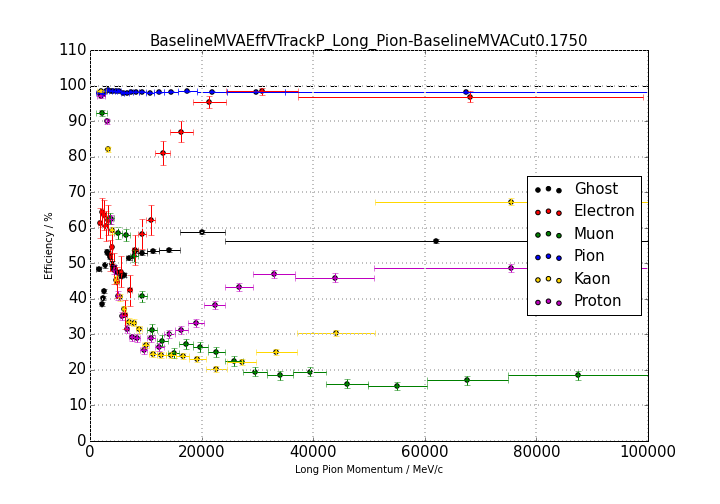 BaselineMVAEffVTrackP_Long_Pion-BaselineMVACut0.1750
110
100
90
80
70
60
50
40
30
20
10
0
Efficiency / %
Ghost
Electron
Muon
Pion
Kaon
Proton
0 20000 40000 60000 80000 100000
Long Pion Momentum / MeV/c